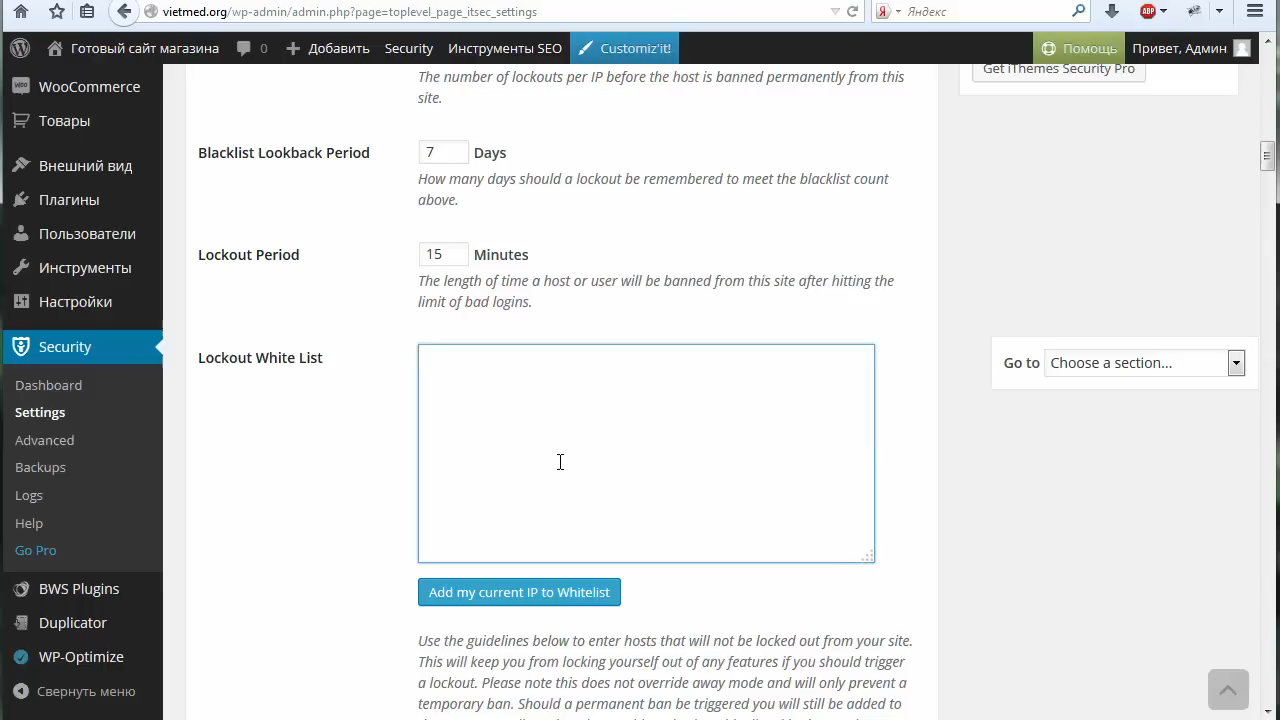 vietmed.org/wp-admin/admin.php?page=toplevel_page_itsec_settings
Я Яндекс
ABP
Готовый сайт магазина 0 Добавить Security Инструменты SEO Customiz'it! Помощь Привет, Админ
WooCommerce
Товары
Внешний вид
Плагины
Пользователи
Инструменты
Настройки
Security
Dashboard
Settings
Advanced
Backups
Logs
Help
Go Pro
BWS Plugins
Duplicator
WP-Optimize
Свернуть меню
The number of lockouts per IP before the host is banned permanently from this
site.
Blacklist Lookback Period 7 Days
How many days should a lockout be remembered to meet the blacklist count
above.
Lockout Period 15 Minutes
The length of time a host or user will be banned from this site after hitting the
limit of bad logins.
Lockout White List
Add my current IP to Whitelist
Use the guidelines below to enter hosts that will not be locked out from your site.
This will keep you from locking yourself out of any features if you should trigger
a lockout. Please note this does not override away mode and will only prevent a
temporary ban. Should a permanent ban be triggered you will still be added to
Get iThemes Security Pro
Go to Choose a section...